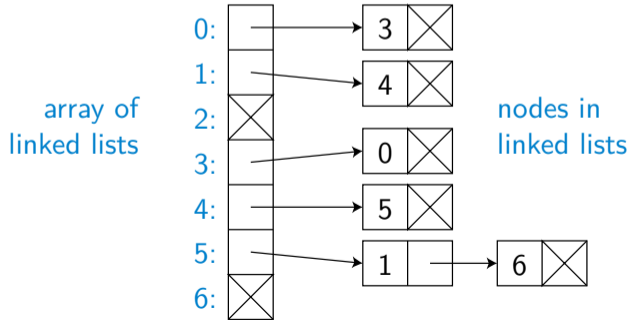 0: 3
1: 4
array of
linked lists
2:
nodes in
linked lists
3: 0
4: 5
5: 1 6
6: